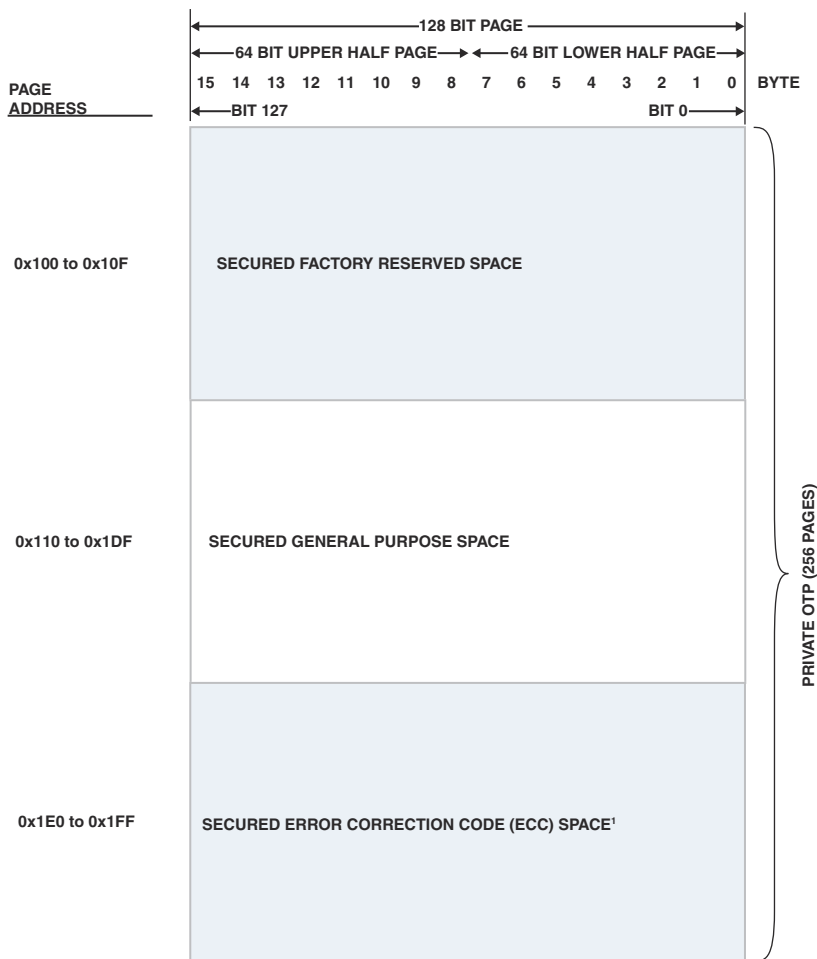 128 BIT PAGE
64 BIT UPPER HALF PAGE 64 BIT LOWER HALF PAGE
PAGE ADDRESS
15 14 13 12 11 10 9 8 7 6 5 4 3 2 1 0 BYTE
BIT 127 BIT 0
0x100 to 0x10F SECURED FACTORY RESERVED SPACE
0x110 to 0x1DF SECURED GENERAL PURPOSE SPACE
0x1E0 to 0x1FF SECURED ERROR CORRECTION CODE (ECC) SPACE¹
PRIVATE OTP (256 PAGES)